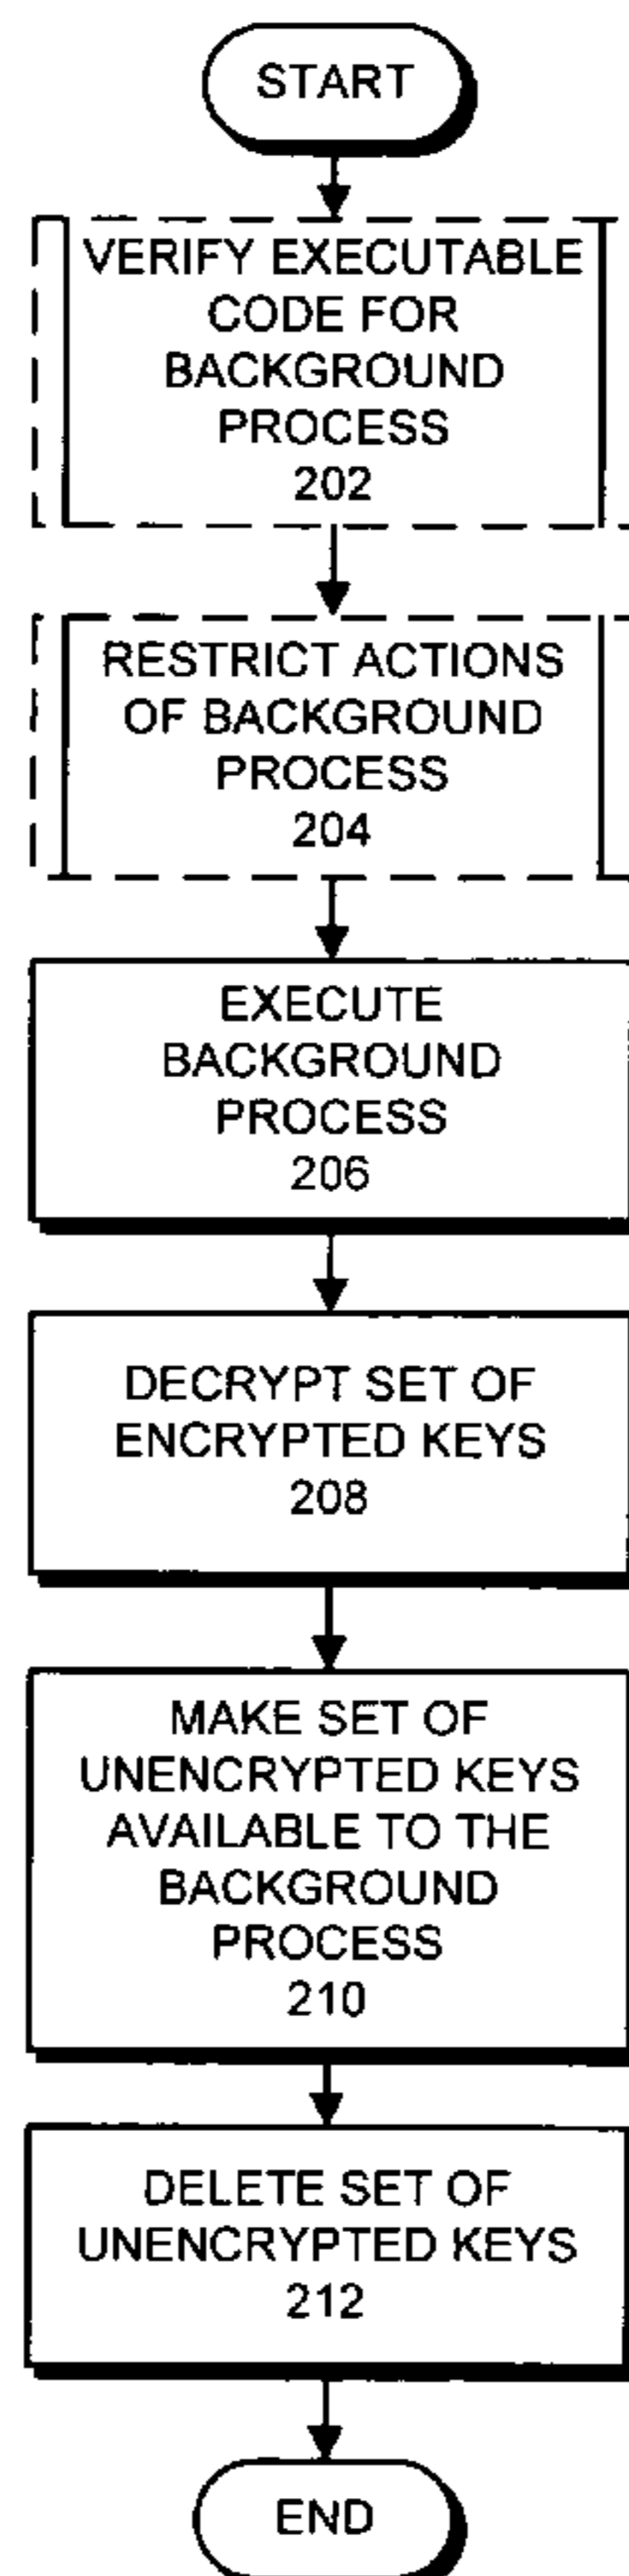 START
VERIFY EXECUTABLE
CODE FOR
BACKGROUND
PROCESS
202
RESTRICT ACTIONS
OF BACKGROUND
PROCESS
204
EXECUTE
BACKGROUND
PROCESS
206
DECRYPT SET OF
ENCRYPTED KEYS
208
MAKE SET OF
UNENCRYPTED KEYS
AVAILABLE TO THE
BACKGROUND
PROCESS
210
DELETE SET OF
UNENCRYPTED KEYS
212
END